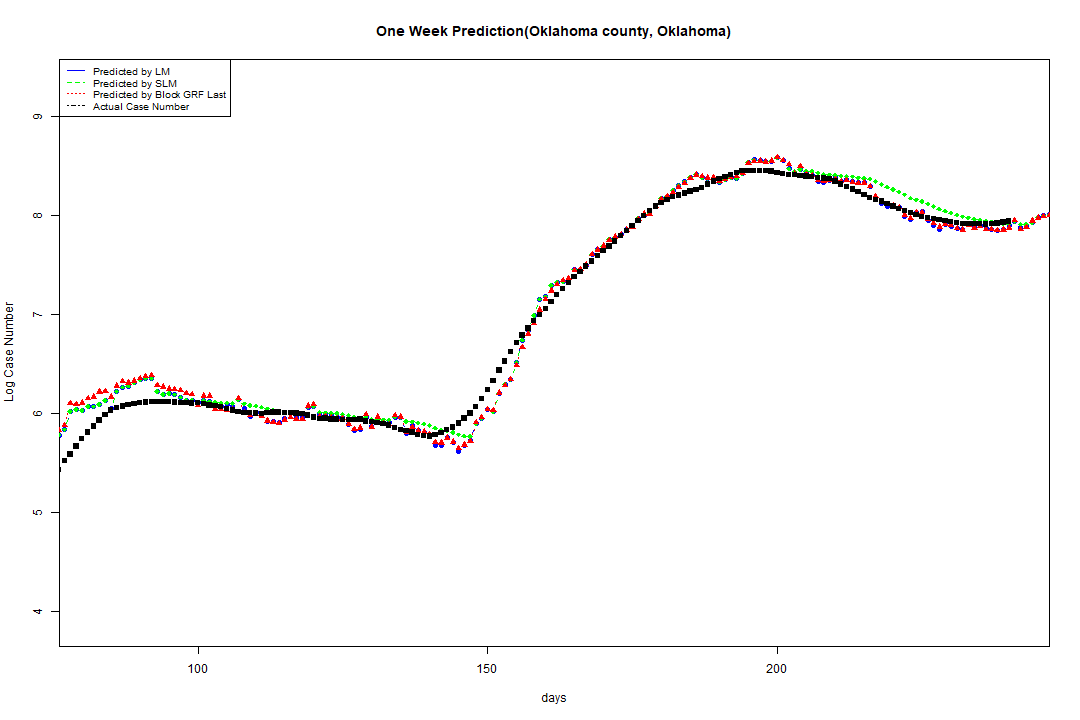 One Week Prediction(Oklahoma county, Oklahoma)
Predicted by LM
Predicted by SLM
Predicted by Block GRF Last
Actual Case Number
9
8
7
6
5
4
Log Case Number
100
150
200
days